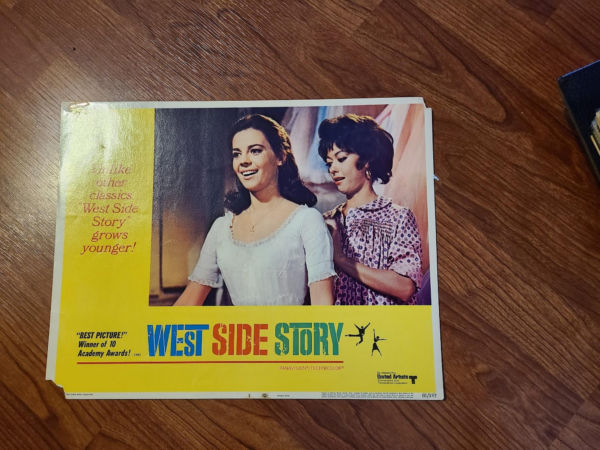 Unlike
other
classics
"West Side
Story"
grows
younger!
"BEST PICTURE!"
Winner of 10
Academy Awards!
WEST SIDE STORY
PANAVISION® TECHNICOLOR®
United Artists
T